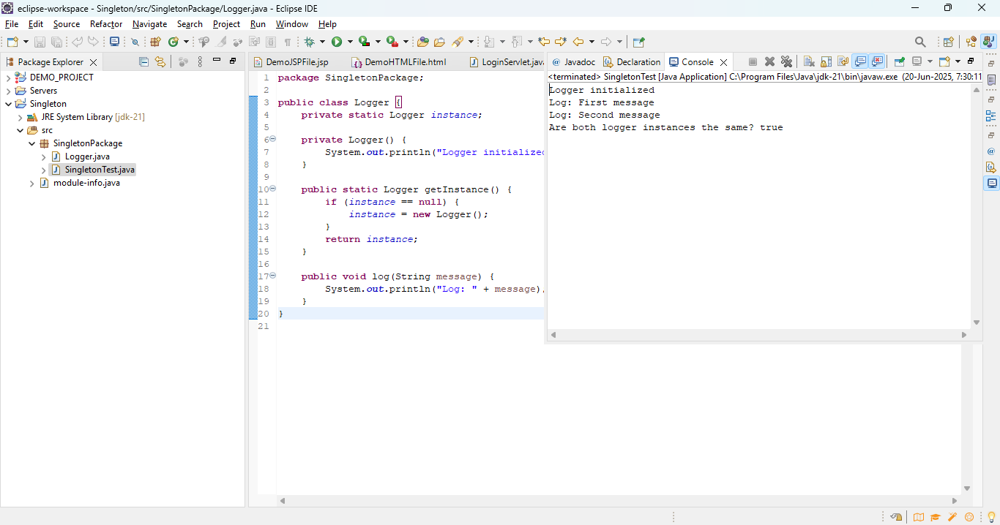 eclipse-workspace - Singleton/src/SingletonPackage/Logger.java - Eclipse IDE
File Edit Source Refactor Navigate Search Project Run Window Help
Package Explorer
DEMO_PROJECT
Servers
Singleton
JRE System Library [jdk-21]
src
SingletonPackage
Logger.java
SingletonTest.java
module-info.java
DemoJSPFile.jsp DemoHTMLFile.html LoginServlet.java
1 package SingletonPackage;
2
3 public class Logger {
4 private static Logger instance;
5
6 private Logger() {
7 System.out.println("Logger initialized
8 }
9
10 public static Logger getInstance() {
11 if (instance == null) {
12 instance = new Logger();
13 }
14 return instance;
15 }
16
17 public void log(String message) {
18 System.out.println("Log: " + message)
19 }
20 }
21
Javadoc Declaration Console
<terminated> SingletonTest [Java Application] C:\Program Files\Java\jdk-21\bin\javaw.exe (20-Jun-2025, 7:30:11
Logger initialized
Log: First message
Log: Second message
Are both logger instances the same? true